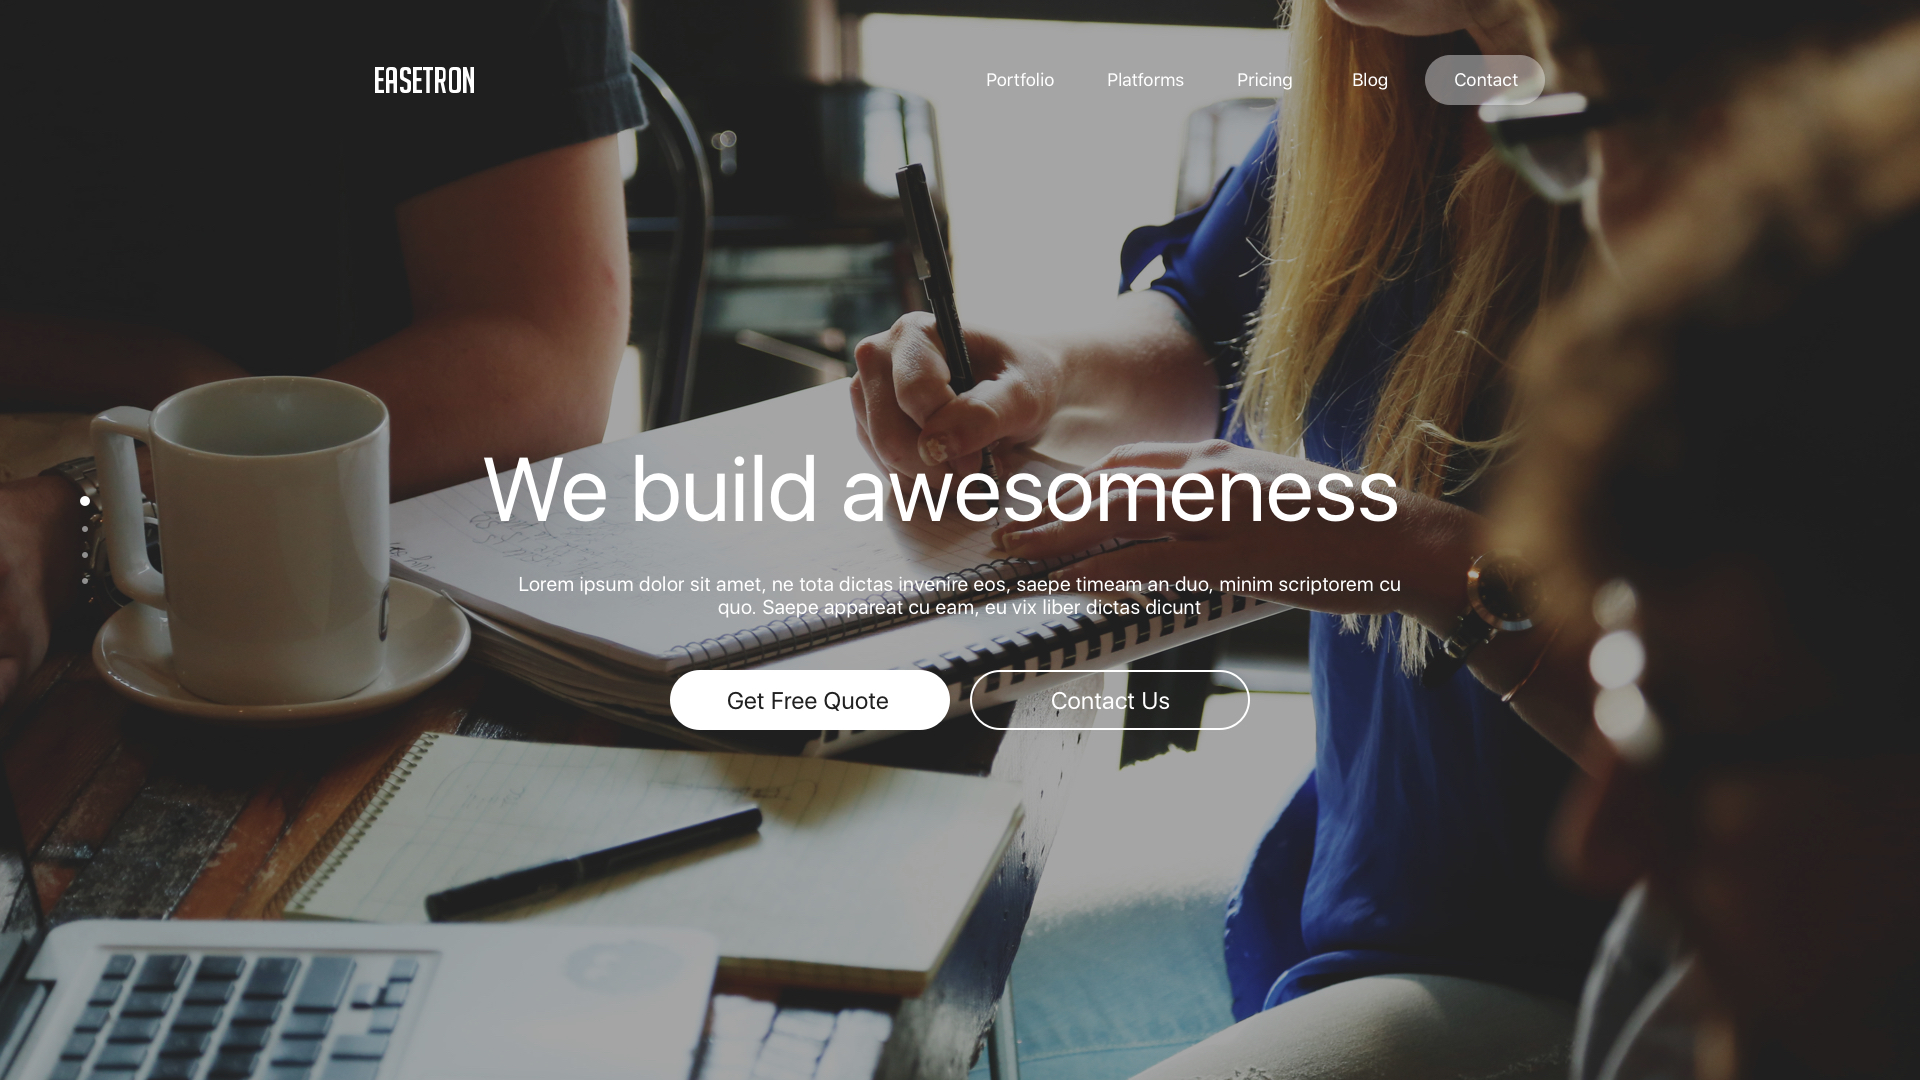 EASETRON
Portfolio
Platforms
Pricing
Blog
Contact
We build awesomeness
Lorem ipsum dolor sit amet, ne tota dictas invenire eos, saepe timeam an duo, minim scriptorem cu
quo. Saepe appareat cu eam, eu vix liber dictas dicunt
Get Free Quote
Contact Us